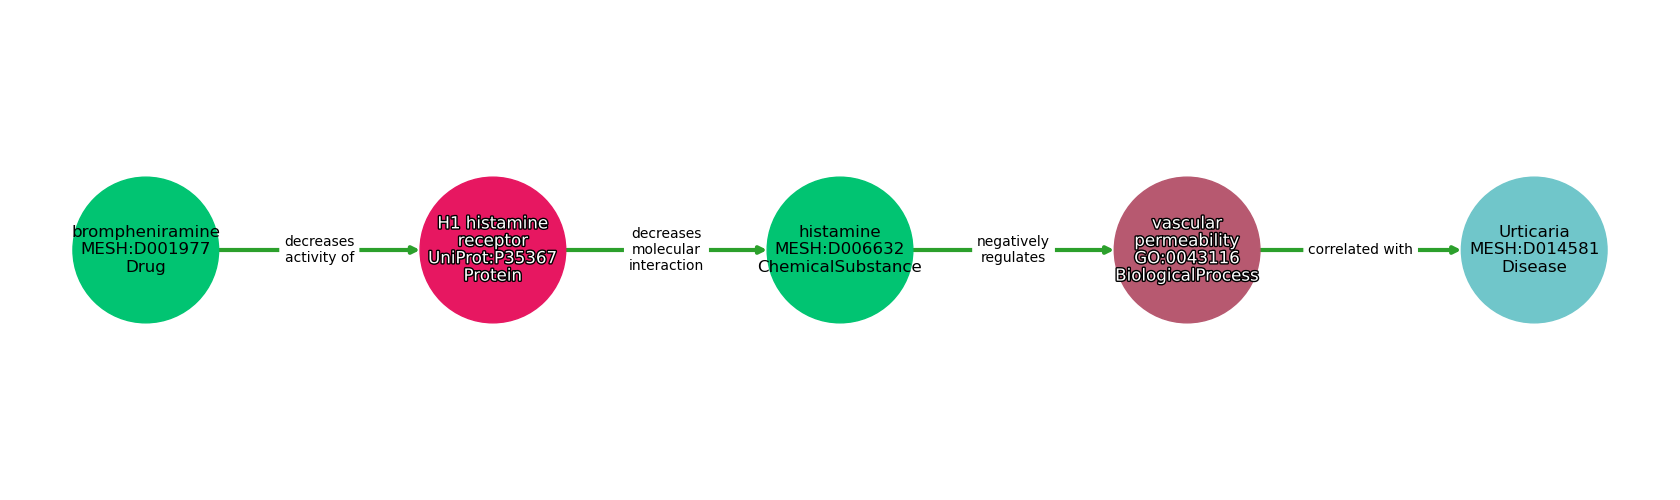 brompheniramine
MESH:D001977
Drug
decreases
activity of
H1 histamine
receptor
UniProt:P35367
Protein
decreases
molecular
interaction
histamine
MESH:D006632
ChemicalSubstance
negatively
regulates
vascular
permeability
GO:0043116
BiologicalProcess
correlated with
Urticaria
MESH:D014581
Disease